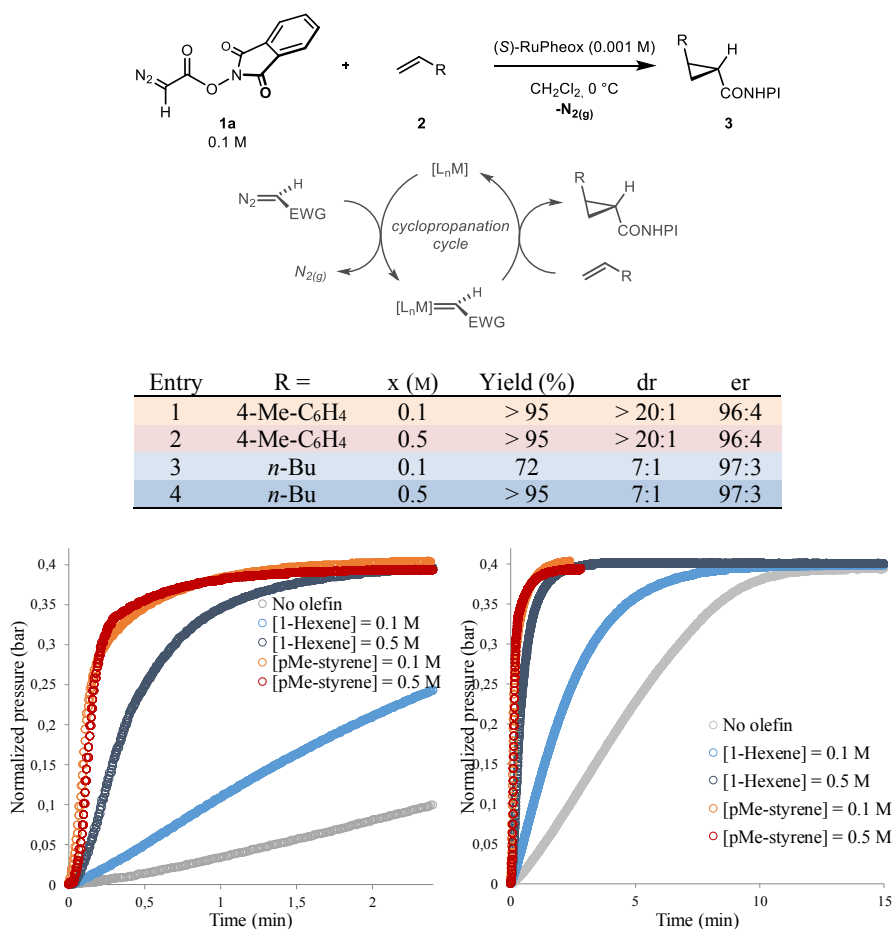 N2 H O O N O O
1a
0.1 M
+
R
2
(S)-RuPheox (0.001 M)
CH2Cl2, 0 °C
-N2(g)
R H CONHPI
3
[LnM]
N2 H EWG
cyclopropanation
cycle
R H CONHPI
N2(g)
R
[LnM] H EWG
Entry R = x (M) Yield (%) dr er
1 4-Me-C6H4 0.1 > 95 > 20:1 96:4
2 4-Me-C6H4 0.5 > 95 > 20:1 96:4
3 n-Bu 0.1 72 7:1 97:3
4 n-Bu 0.5 > 95 7:1 97:3
Normalized pressure (bar)
0,4
0,35
0,3
0,25
0,2
0,15
0,1
0,05
0
0 0,5 1 1,5 2
Time (min)
No olefin
[1-Hexene] = 0.1 M
[1-Hexene] = 0.5 M
[pMe-styrene] = 0.1 M
[pMe-styrene] = 0.5 M
Normalized pressure (bar)
0,4
0,35
0,3
0,25
0,2
0,15
0,1
0,05
0
0 5 10 15
Time (min)
No olefin
[1-Hexene] = 0.1 M
[1-Hexene] = 0.5 M
[pMe-styrene] = 0.1 M
[pMe-styrene] = 0.5 M